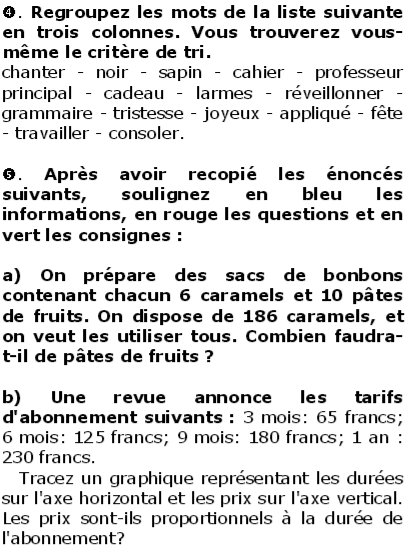 ❹. Regroupez les mots de la liste suivante
en trois colonnes. Vous trouverez vous-
même le critère de tri.
chanter - noir - sapin - cahier - professeur
principal - cadeau - larmes - réveillonner -
grammaire - tristesse - joyeux - appliqué - fête
- travailler - consoler.
❺. Après avoir recopié les énoncés
suivants, soulignez en bleu les
informations, en rouge les questions et en
vert les consignes :
a) On prépare des sacs de bonbons
contenant chacun 6 caramels et 10 pâtes
de fruits. On dispose de 186 caramels, et
on veut les utiliser tous. Combien faudra-
t-il de pâtes de fruits ?
b) Une revue annonce les tarifs
d'abonnement suivants : 3 mois: 65 francs;
6 mois: 125 francs; 9 mois: 180 francs; 1 an :
230 francs.
Tracez un graphique représentant les durées
sur l'axe horizontal et les prix sur l'axe vertical.
Les prix sont-ils proportionnels à la durée de
l'abonnement?